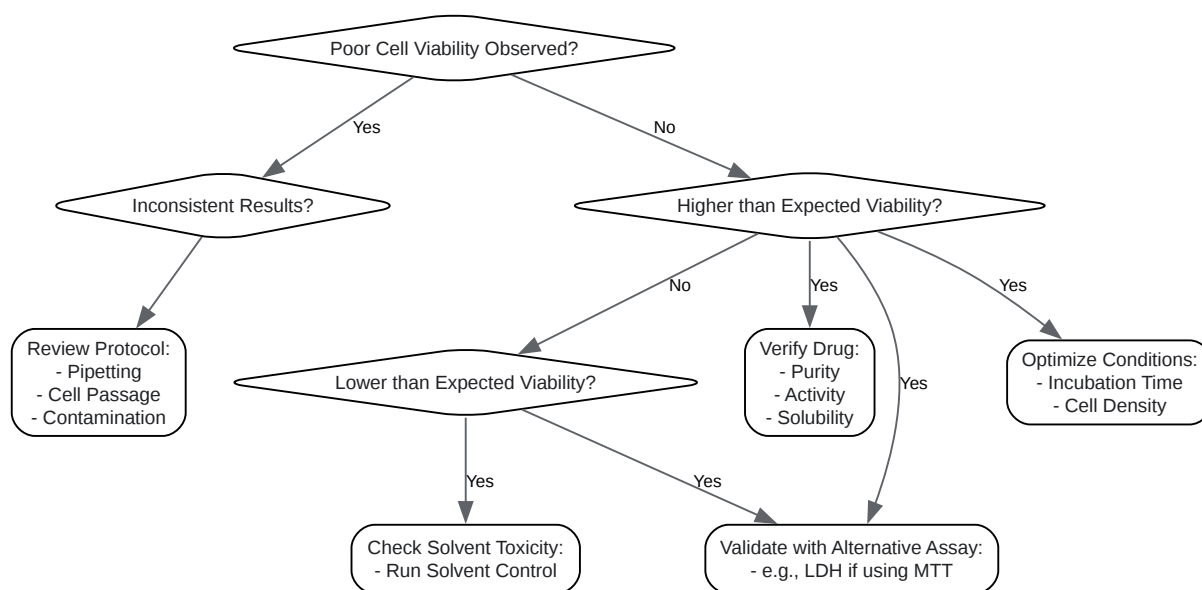 Poor Cell Viability Observed?
Yes
No
Inconsistent Results?
Higher than Expected Viability?
No
Yes
Yes
Yes
Review Protocol:
- Pipetting
- Cell Passage
- Contamination
Lower than Expected Viability?
Verify Drug:
- Purity
- Activity
- Solubility
Optimize Conditions:
- Incubation Time
- Cell Density
Yes
Yes
Check Solvent Toxicity:
- Run Solvent Control
Validate with Alternative Assay:
- e.g., LDH if using MTT